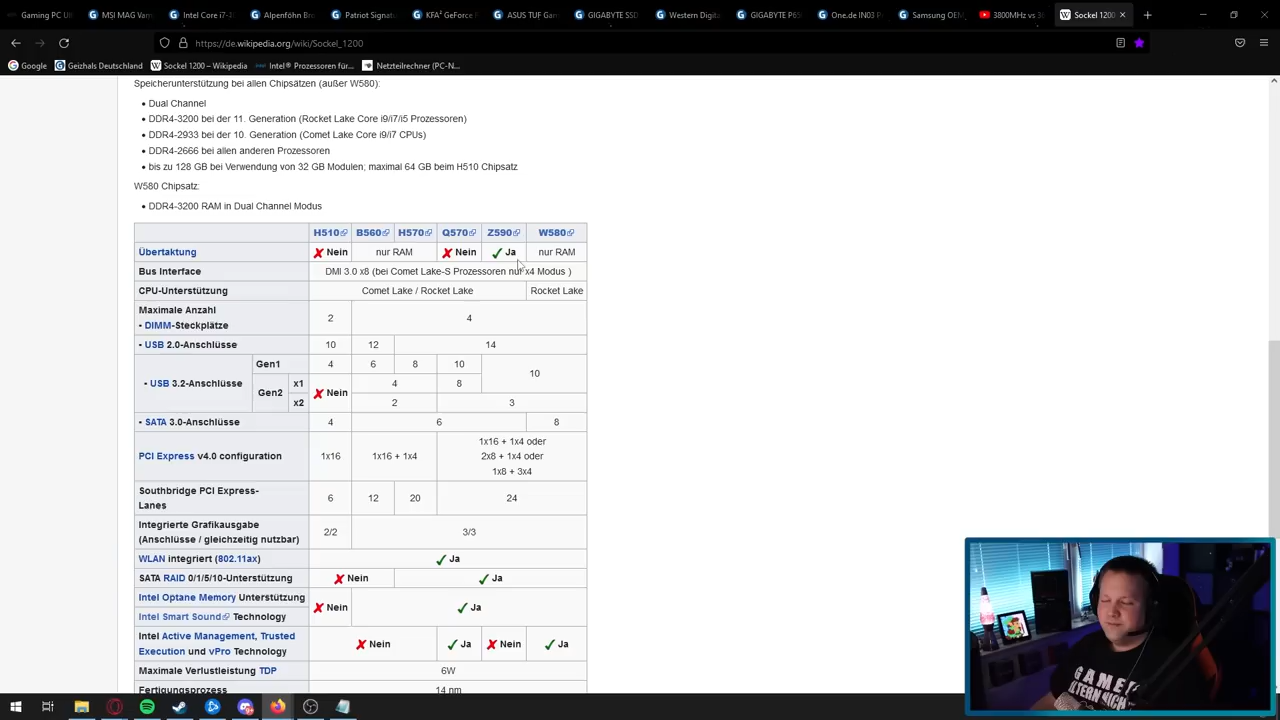 Gaming PC Ul
MSI MAG Vam
Intel Core i7-1
Alpenföhn Bro
Patriot Signatu
KFA² GeForce F
ASUS TUF Gam
GIGABYTE SSD
Western Digita
GIGABYTE P65
One.de IN03 P
Samsung OEM
3800MHz vs 3
Sockel 1200
https://de.wikipedia.org/wiki/Sockel_1200
Google
Geizhals Deutschland
Sockel 1200 – Wikipedia
Intel® Prozessoren für...
Netzteilrechner (PC-N...
Speicherunterstützung bei allen Chipsätzen (außer W580):
• Dual Channel
• DDR4-3200 bei der 11. Generation (Rocket Lake Core i9/i7/i5 Prozessoren)
• DDR4-2933 bei der 10. Generation (Comet Lake Core i9/i7 CPUs)
• DDR4-2666 bei allen anderen Prozessoren
• bis zu 128 GB bei Verwendung von 32 GB Modulen; maximal 64 GB beim H510 Chipsatz
W580 Chipsatz:
• DDR4-3200 RAM in Dual Channel Modus
H510 B560 H570 Q570 Z590 W580
Übertaktung ✘ Nein nur RAM ✘ Nein ✓ Ja nur RAM
Bus Interface DMI 3.0 x8 (bei Comet Lake-S Prozessoren nur x4 Modus )
CPU-Unterstützung Comet Lake / Rocket Lake Rocket Lake
Maximale Anzahl
• DIMM-Steckplätze 2 4
• USB 2.0-Anschlüsse 10 12 14
• USB 3.2-Anschlüsse Gen1 4 6 8 10 10
Gen2 x1 ✘ Nein 4 8
x2 2 3
• SATA 3.0-Anschlüsse 4 6 8
PCI Express v4.0 configuration 1x16 1x16 + 1x4 1x16 + 1x4 oder
2x8 + 1x4 oder
1x8 + 3x4
Southbridge PCI Express-
Lanes 6 12 20 24
Integrierte Grafikausgabe
(Anschlüsse / gleichzeitig nutzbar) 2/2 3/3
WLAN integriert (802.11ax) ✓ Ja
SATA RAID 0/1/5/10-Unterstützung ✘ Nein ✓ Ja
Intel Optane Memory Unterstützung ✘ Nein ✓ Ja
Intel Smart Sound Technology
Intel Active Management, Trusted
Execution und vPro Technology ✘ Nein ✓ Ja ✘ Nein ✓ Ja
Maximale Verlustleistung TDP 6W
Fertigungsprozess 14 nm